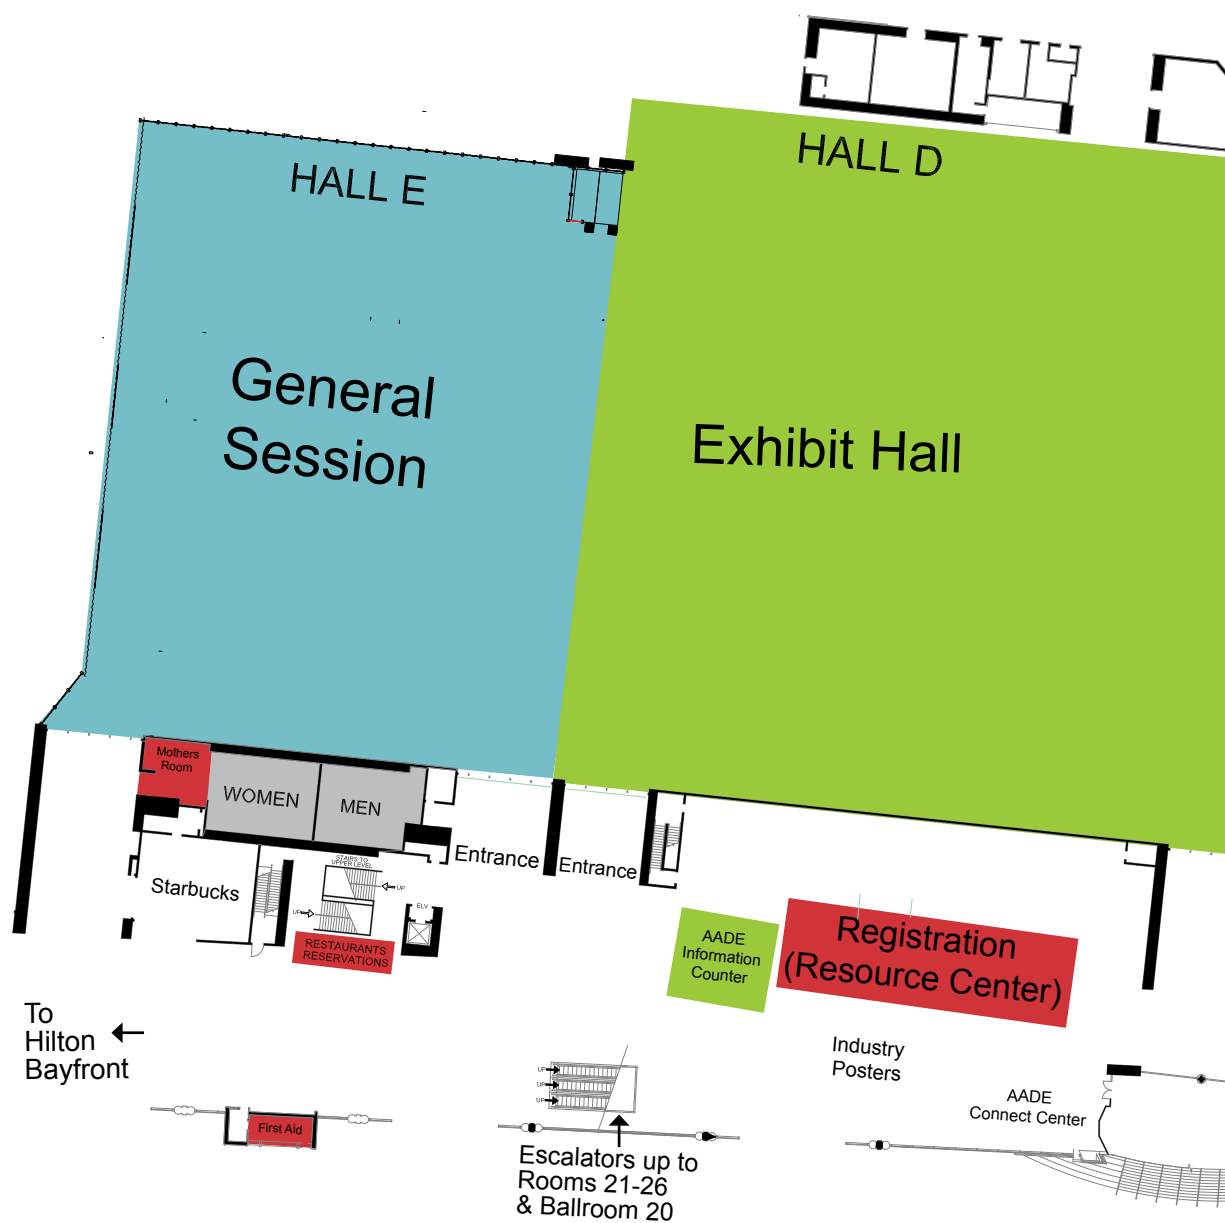 HALL D
HALL E
General
Session
Exhibit Hall
Mothers
Room
WOMEN
MEN
Entrance
Entrance
Starbucks
STAIRS TO
UPPER LEVEL
UP
UP
ELV
RESTAURANTS
RESERVATIONS
AADE
Information
Counter
Registration
(Resource Center)
To
Hilton
Bayfront
Industry
Posters
AADE
Connect Center
UP
UP
UP
First Aid
Escalators up to
Rooms 21-26
& Ballroom 20